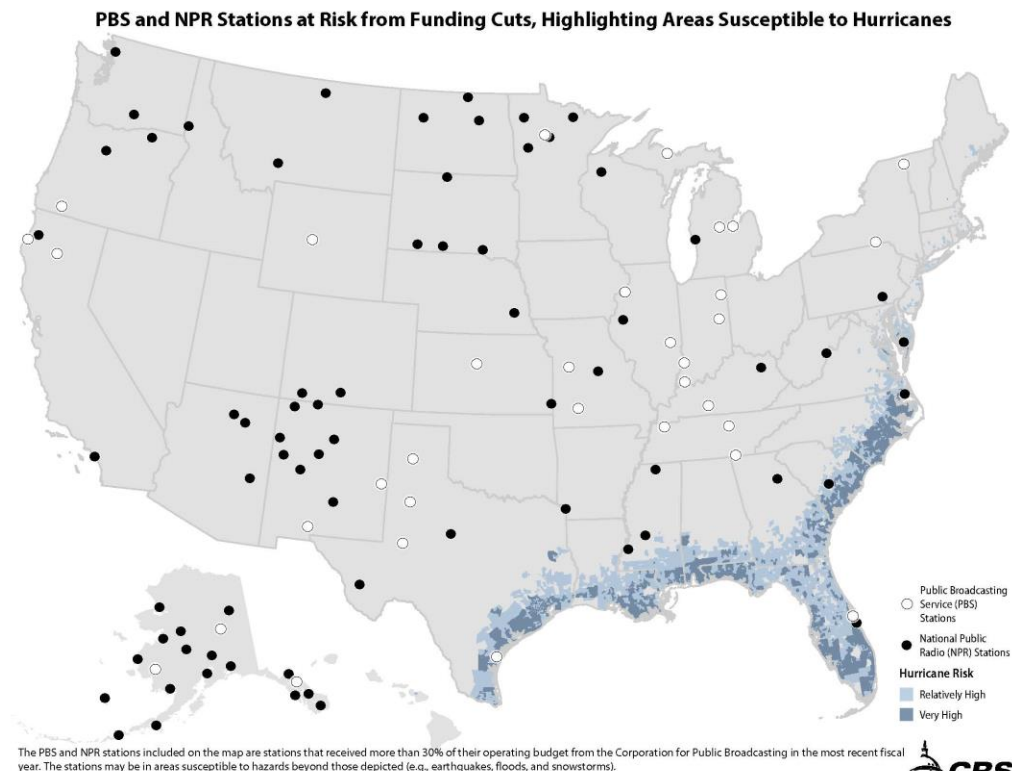 PBS and NPR Stations at Risk from Funding Cuts, Highlighting Areas Susceptible to Hurricanes
Public Broadcasting
Service (PBS)
Stations
National Public
Radio (NPR) Stations
Hurricane Risk
Relatively High
Very High
The PBS and NPR stations included on the map are stations that received more than 30% of their operating budget from the Corporation for Public Broadcasting in the most recent fiscal
year. The stations may be in areas susceptible to hazards beyond those depicted (e.g., earthquakes, floods, and snowstorms).
CRS